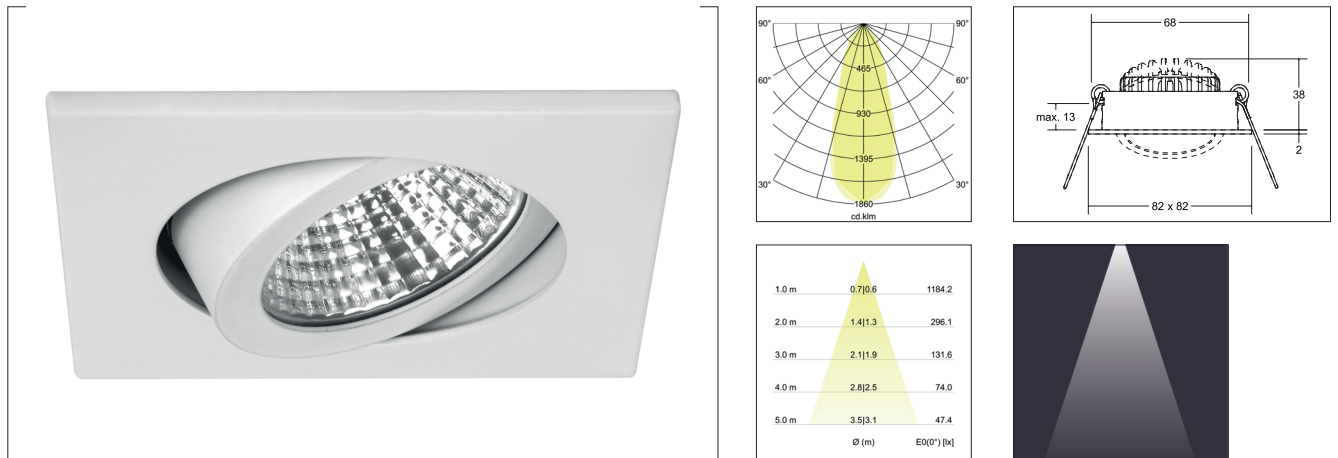 90° 90°
465
60° 60°
930
1395
30° 30°
1860
cd.klm
68
38
max. 13
2
82 x 82
1.0 m 0.7|0.6 1184.2
2.0 m 1.4|1.3 296.1
3.0 m 2.1|1.9 131.6
4.0 m 2.8|2.5 74.0
5.0 m 3.5|3.1 47.4
Ø (m) E0(0°) [lx]